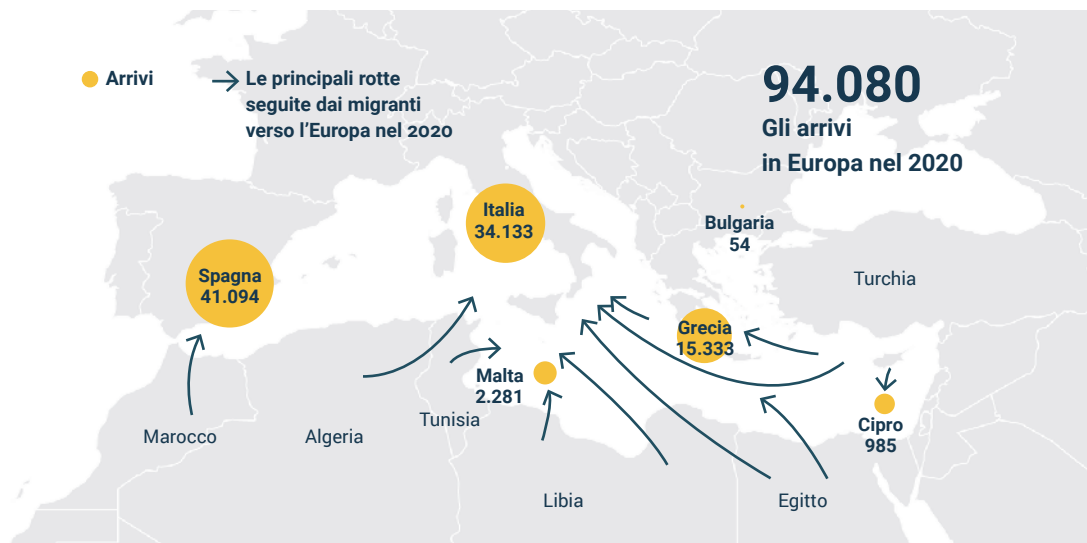 Arrivi
Le principali rotte
seguite dai migranti
verso l'Europa nel 2020
94.080
Gli arrivi
in Europa nel 2020
Italia
34.133
Bulgaria
54
Spagna
41.094
Turchia
Grecia
15.333
Malta
2.281
Tunisia
Cipro
985
Marocco
Algeria
Libia
Egitto